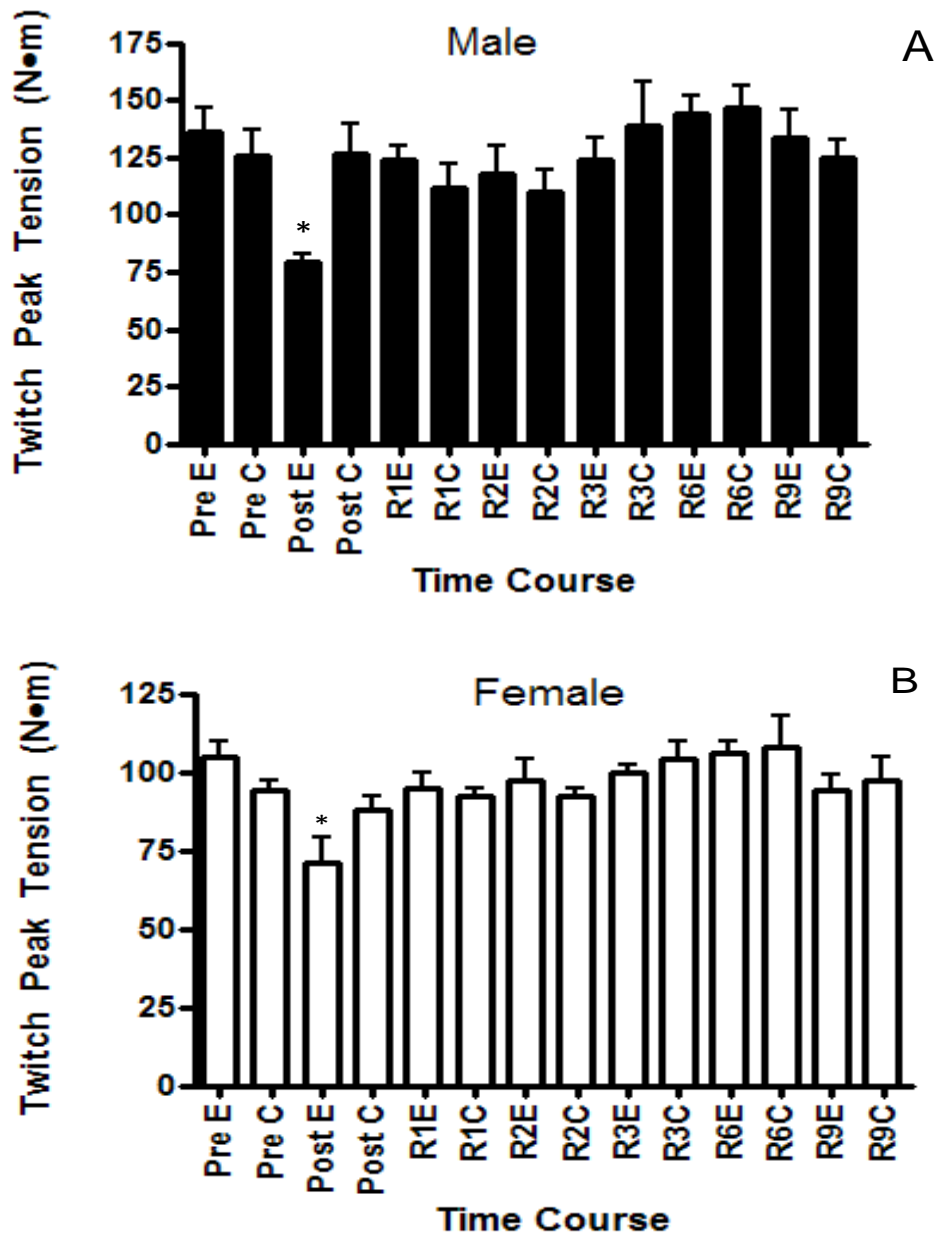 Male
A
Twitch Peak Tension (N•m)
175
150
125
100
75
50
25
0
*
Pre E
Pre C
Post E
Post C
R1E
R1C
R2E
R2C
R3E
R3C
R6E
R6C
R9E
R9C
Time Course
Female
B
Twitch Peak Tension (N•m)
125
100
75
50
25
0
*
Pre E
Pre C
Post E
Post C
R1E
R1C
R2E
R2C
R3E
R3C
R6E
R6C
R9E
R9C
Time Course